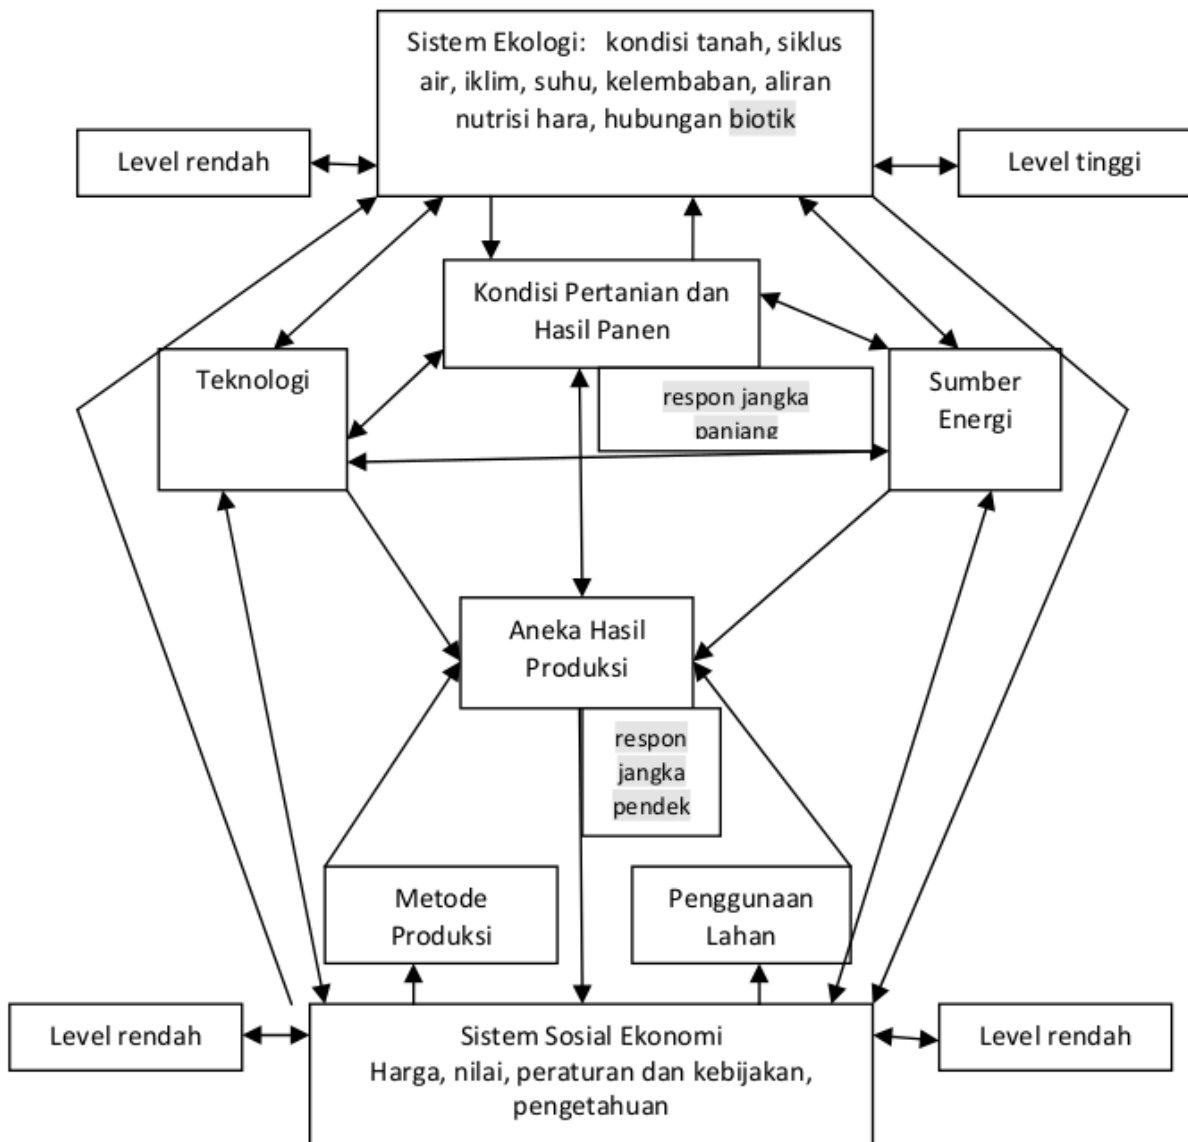 Sistem Ekologi: kondisi tanah, siklus
air, iklim, suhu, kelembaban, aliran
nutrisi hara, hubungan biotik
Level rendah
Level tinggi
Kondisi Pertanian dan
Hasil Panen
Teknologi
respon jangka
panjang
Sumber
Energi
Aneka Hasil
Produksi
respon
jangka
pendek
Metode
Produksi
Penggunaan
Lahan
Level rendah
Sistem Sosial Ekonomi
Harga, nilai, peraturan dan kebijakan,
pengetahuan
Level rendah